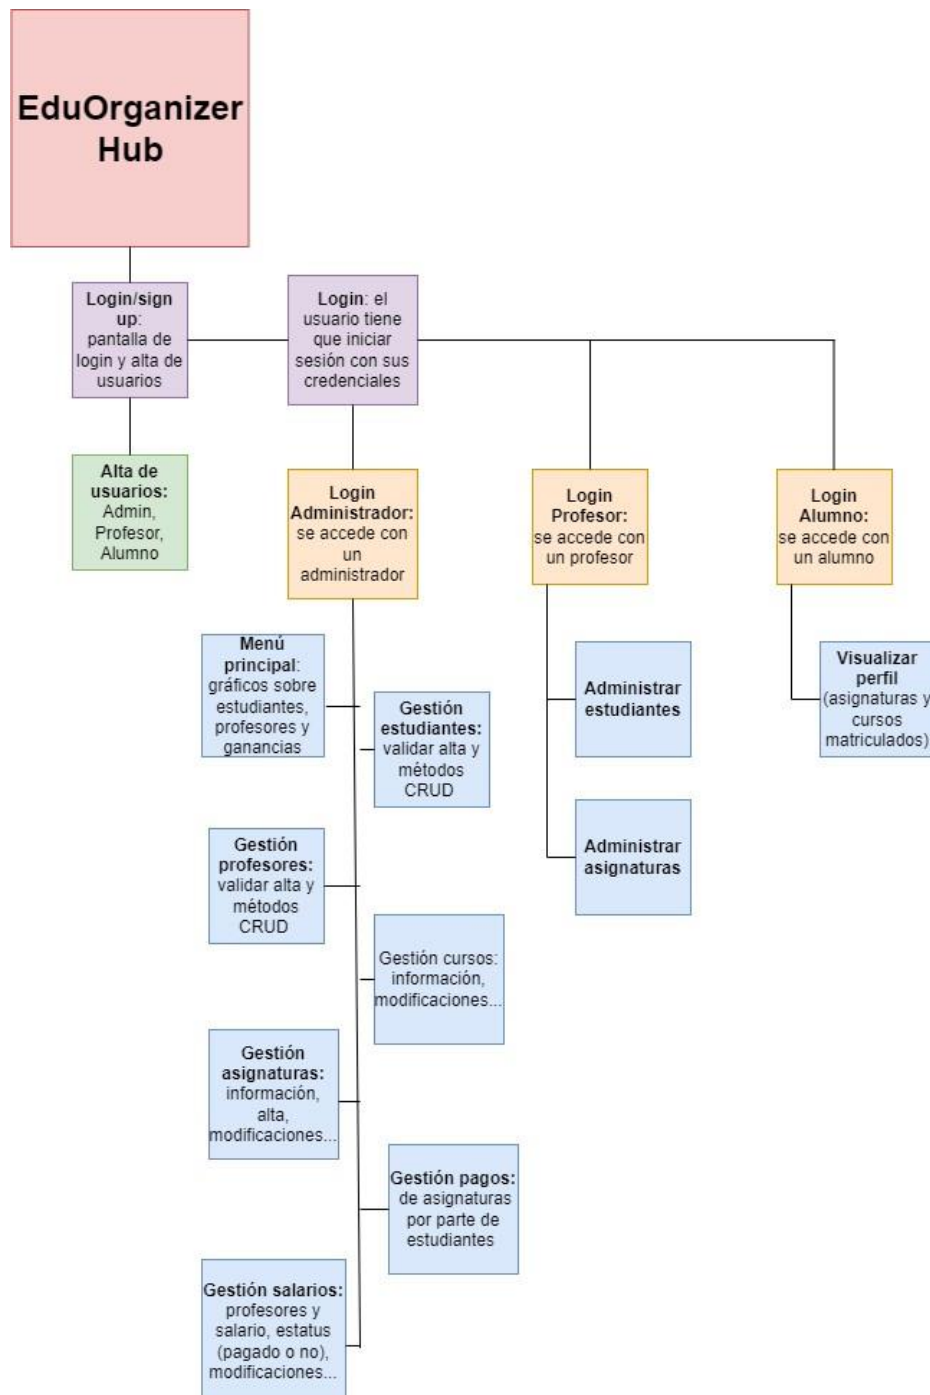 EduOrganizer
Hub
Login/sign
up:
pantalla de
login y alta de
usuarios
Login: el
usuario tiene
que iniciar
sesión con sus
credenciales
Alta de
usuarios:
Admin,
Profesor,
Alumno
Login
Administrador:
se accede con
un
administrador
Login
Profesor:
se accede con
un profesor
Login
Alumno:
se accede con
un alumno
Menú
principal:
gráficos sobre
estudiantes,
profesores y
ganancias
Gestión
estudiantes:
validar alta y
métodos
CRUD
Administrar
estudiantes
Visualizar
perfil
(asignaturas y
cursos
matriculados)
Gestión
profesores:
validar alta y
métodos
CRUD
Administrar
asignaturas
Gestión cursos:
información,
modificaciones...
Gestión
asignaturas:
información,
alta,
modificaciones...
Gestión pagos:
de asignaturas
por parte de
estudiantes
Gestión salarios:
profesores y
salario, estatus
(pagado o no),
modificaciones...